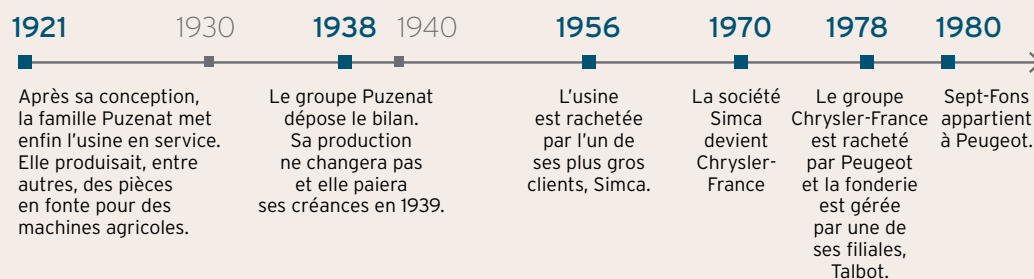 1921
1930
1938
1940
1956
1970
1978
1980
Après sa conception,
la famille Puzenat met
enfin l’usine en service.
Elle produisait, entre
autres, des pièces
en fonte pour des
machines agricoles.
Le groupe Puzenat
dépose le bilan.
Sa production
ne changera pas
et elle paiera
ses créances en 1939.
L’usine
est rachetée
par l’un de
ses plus gros
clients, Simca.
La société
Simca
devient
Chrysler-
France
Le groupe
Chrysler-France
est racheté
par Peugeot
et la fonderie
est gérée
par une de
ses filiales,
Talbot.
Sept-Fons
appartient
à Peugeot.